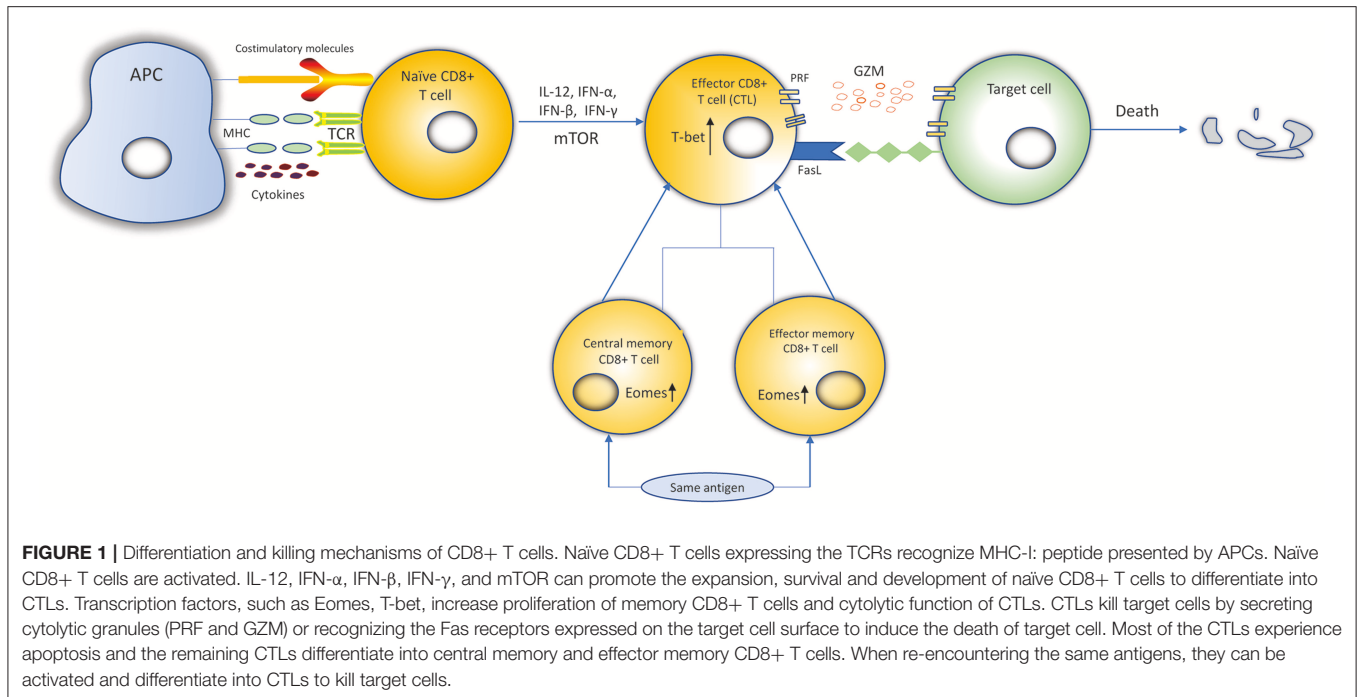 Costimulatory molecules
APC
Naïve CD8+
T cell
MHC
TCR
Cytokines
IL-12, IFN-α,
IFN-β, IFN-γ
mTOR
Effector CD8+
T cell (CTL)
T-bet
PRF
GZM
FasL
Target cell
Death
Central memory
CD8+ T cell
Eomes
Effector memory
CD8+ T cell
Eomes
Same antigen
FIGURE 1 | Differentiation and killing mechanisms of CD8+ T cells. Naïve CD8+ T cells expressing the TCRs recognize MHC-I: peptide presented by APCs. Naïve
CD8+ T cells are activated. IL-12, IFN-α, IFN-β, IFN-γ, and mTOR can promote the expansion, survival and development of naïve CD8+ T cells to differentiate into
CTLs. Transcription factors, such as Eomes, T-bet, increase proliferation of memory CD8+ T cells and cytolytic function of CTLs. CTLs kill target cells by secreting
cytolytic granules (PRF and GZM) or recognizing the Fas receptors expressed on the target cell surface to induce the death of target cell. Most of the CTLs experience
apoptosis and the remaining CTLs differentiate into central memory and effector memory CD8+ T cells. When re-encountering the same antigens, they can be
activated and differentiate into CTLs to kill target cells.